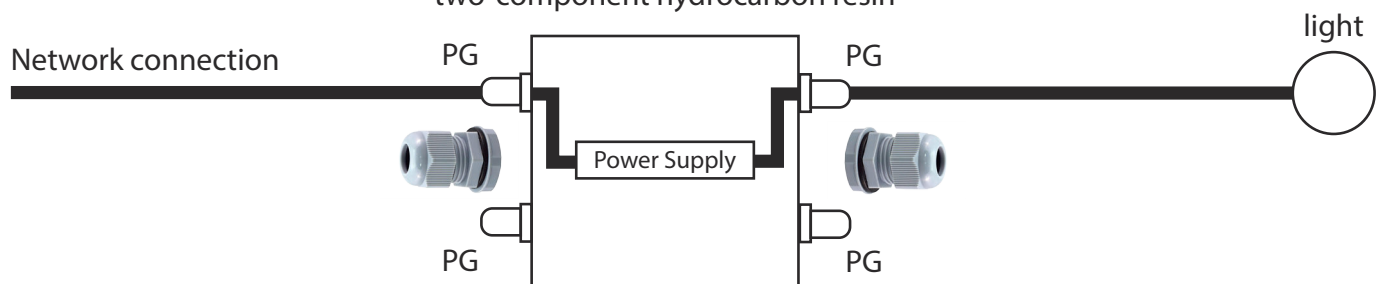 two-component hydrocarbon resin
light
Network connection
PG
PG
Power Supply
PG
PG